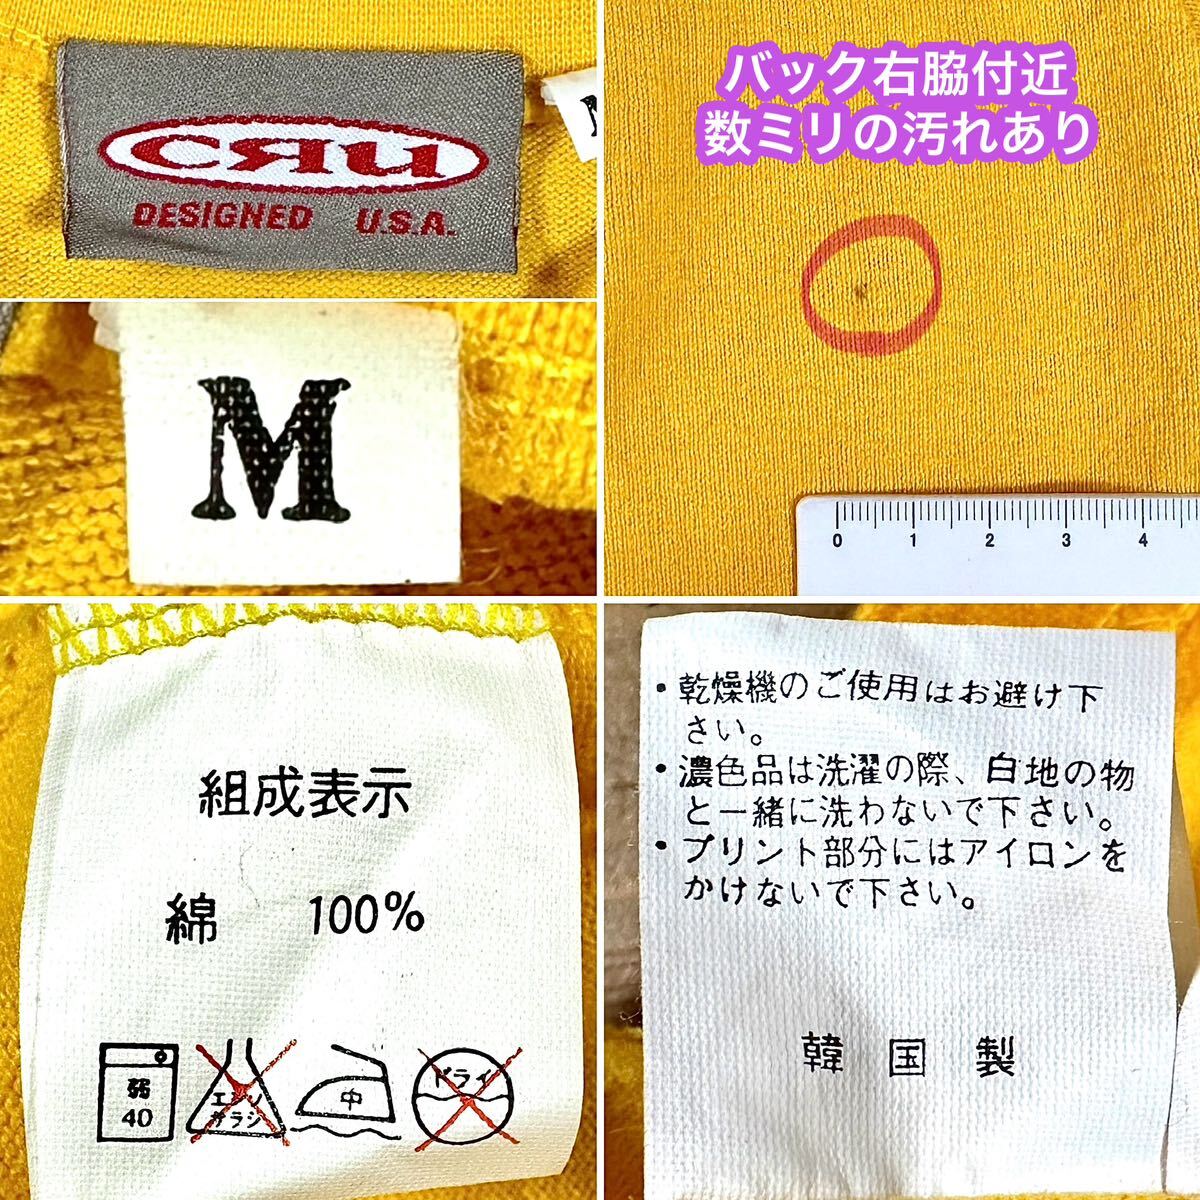 CЯU
DESIGNED U.S.A.
M
バック右脇付近
数ミリの汚れあり
0 1 2 3 4
組成表示
綿 100%
弱
40
エンソ
サラシ
中
ドライ
・乾燥機のご使用はお避け下
さい。
・濃色品は洗濯の際、白地の物
と一緒に洗わないで下さい。
・プリント部分にはアイロンを
かけないで下さい。
韓国製